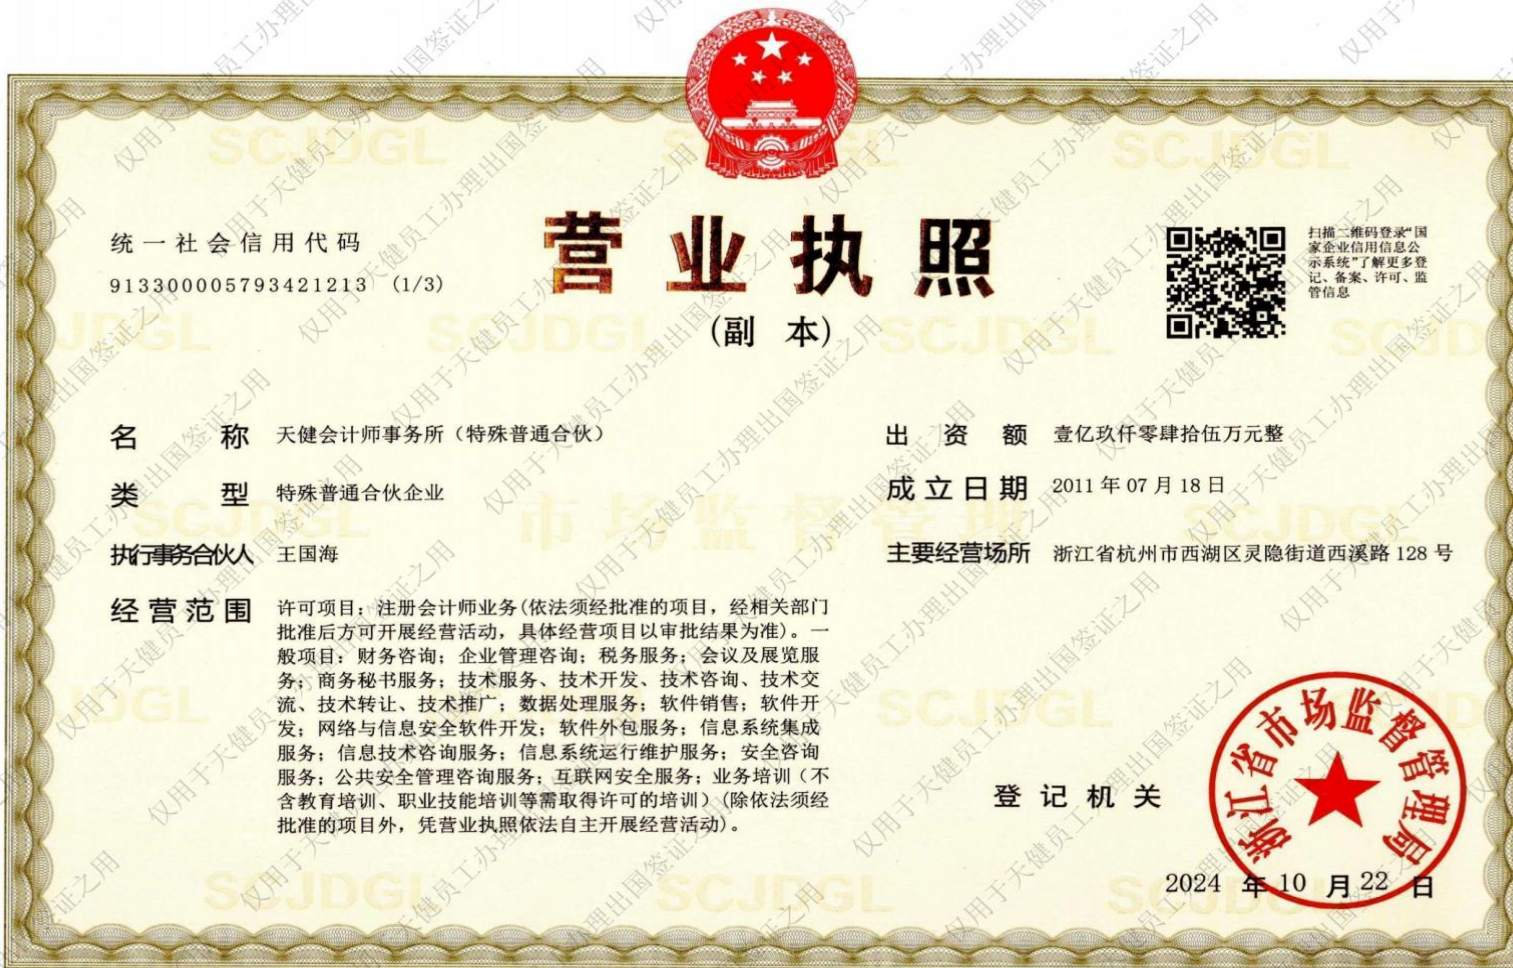 营业执照
(副 本)
统一社会信用代码
913300005793421213 (1/3)
扫描二维码登录“国
家企业信用信息公
示系统”了解更多登
记、备案、许可、监
管信息
名 称 天健会计师事务所（特殊普通合伙）
类 型 特殊普通合伙企业
执行事务合伙人 王国海
经营范围 许可项目：注册会计师业务(依法须经批准的项目，经相关部门
批准后方可开展经营活动，具体经营项目以审批结果为准)。一
般项目：财务咨询；企业管理咨询；税务服务；会议及展览服
务；商务秘书服务；技术服务、技术开发、技术咨询、技术交
流、技术转让、技术推广；数据处理服务；软件销售；软件开
发；网络与信息安全软件开发；软件外包服务；信息系统集成
服务；信息技术咨询服务；信息系统运行维护服务；安全咨询
服务；公共安全管理咨询服务；互联网安全服务；业务培训（不
含教育培训、职业技能培训等需取得许可的培训）(除依法须经
批准的项目外，凭营业执照依法自主开展经营活动)。
出 资 额 壹亿玖仟零肆拾伍万元整
成立日期 2011 年 07 月 18 日
主要经营场所 浙江省杭州市西湖区灵隐街道西溪路 128 号
登记机关
浙江省市场监督管理局
2024 年 10 月 22 日
仅用于天健员工办理出国签证之用
SCJDGL
市场监督管理